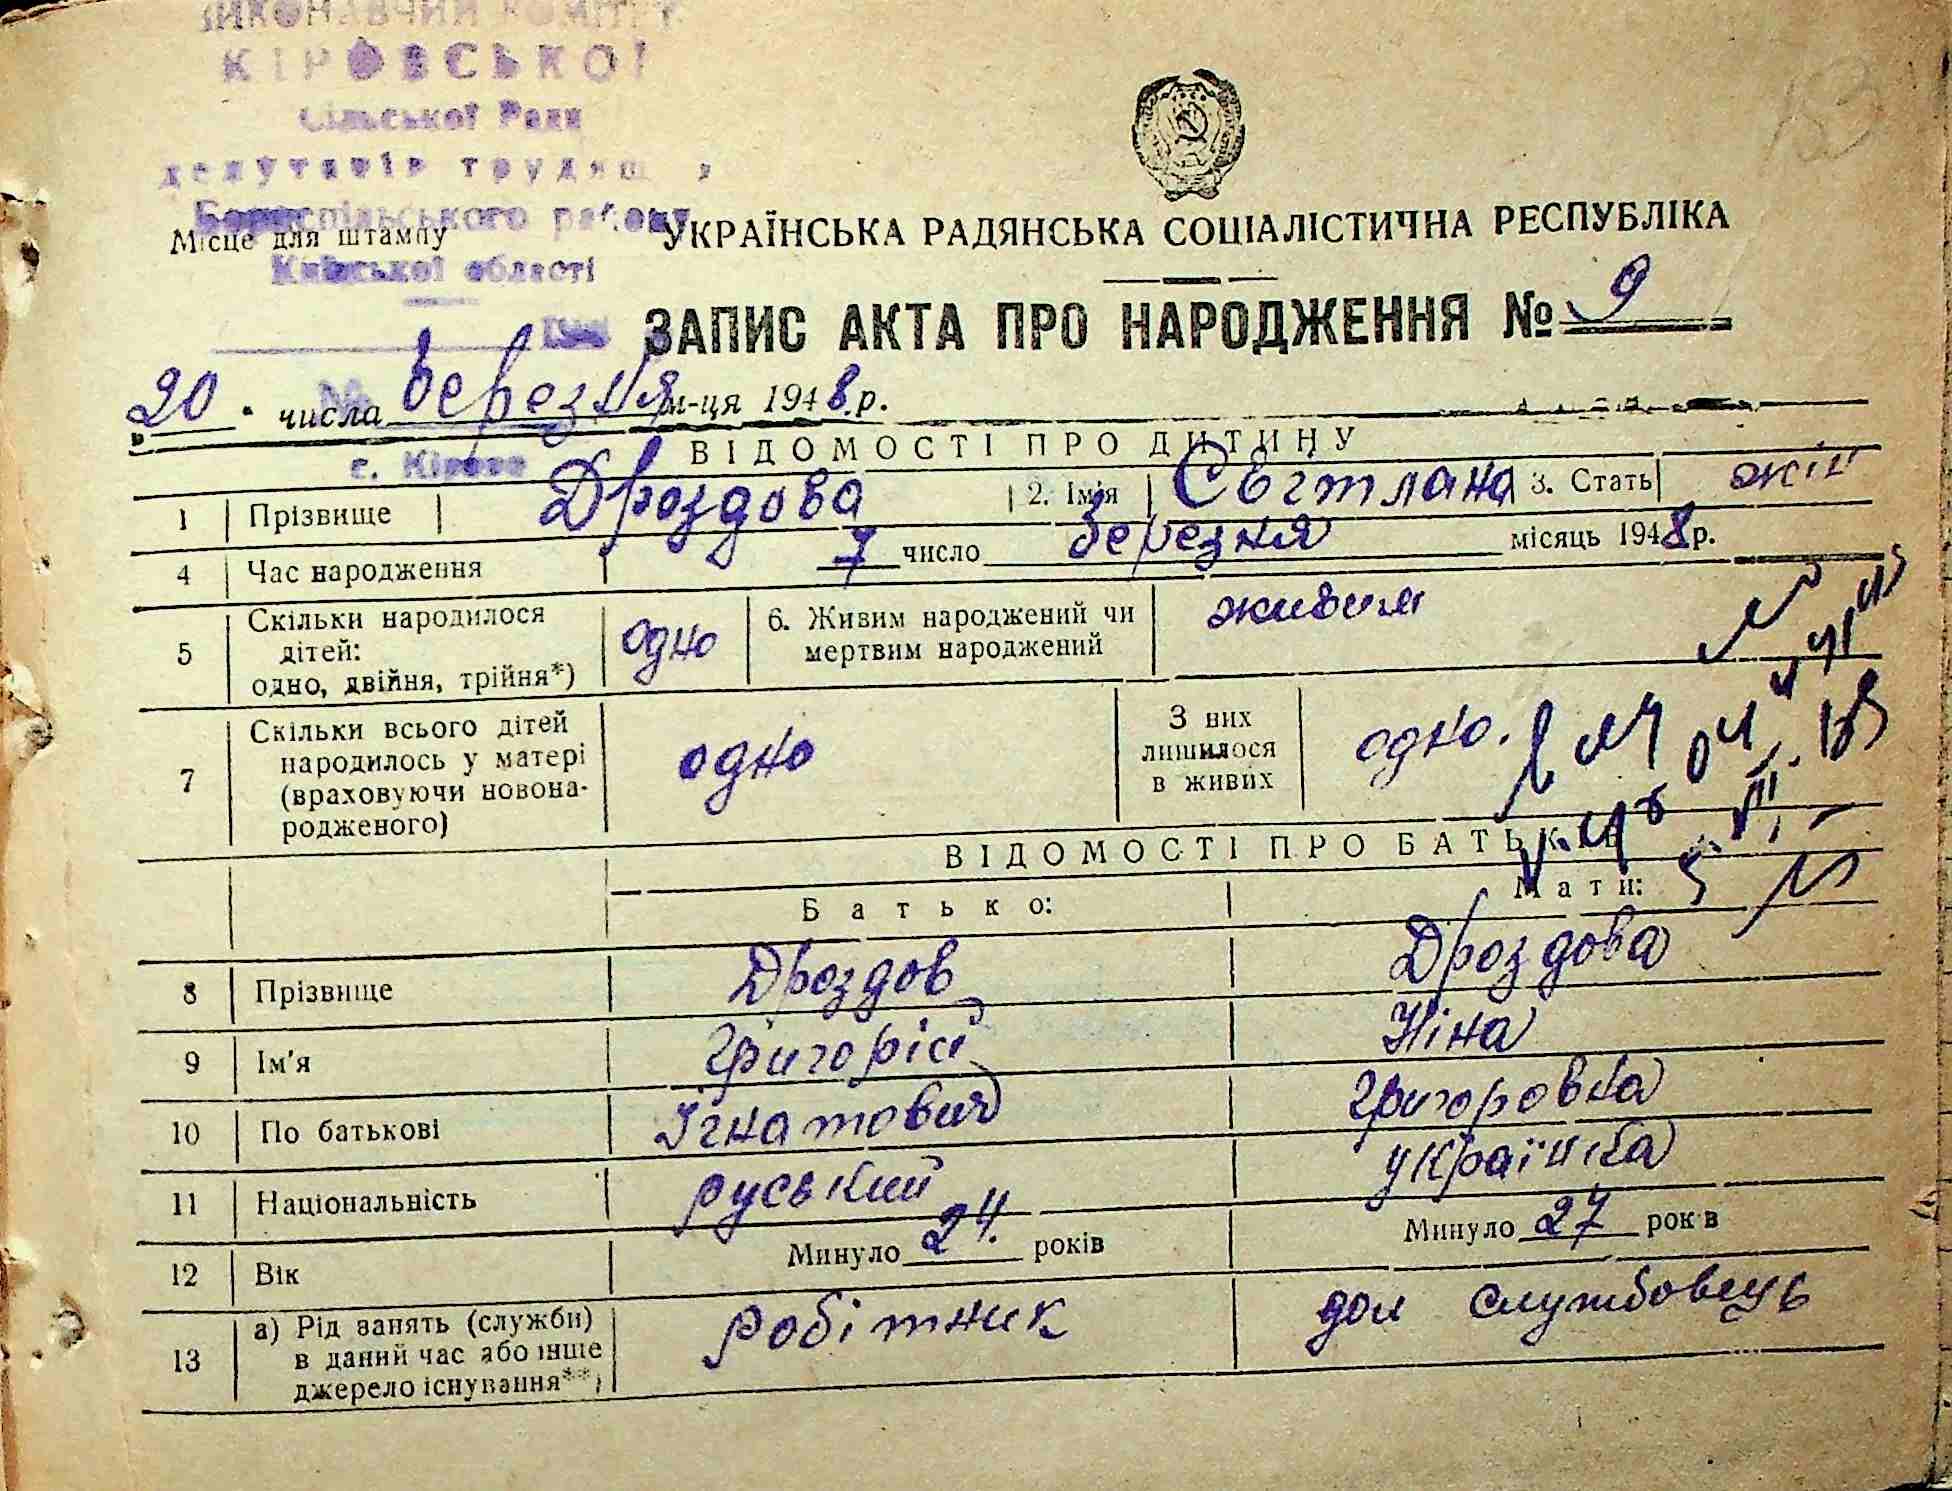 ВИКОНАВЧИЙ КОМІТЕТ
КІРОВСЬКОЇ
Сільської Ради
депутатів трудящ
Бориспільського району
Київської області
Місце для штампу
УКРАЇНСЬКА РАДЯНСЬКА СОЦІАЛІСТИЧНА РЕСПУБЛІКА
ЗАПИС АКТА ПРО НАРОДЖЕННЯ № 9
20 числа березня м-ця 1948 р.
с. Кірове
ВІДОМОСТІ ПРО ДИТИНУ
1 Прізвище Дроздова 2. Ім'я Світлана 3. Стать жін
4 Час народження 7 число березня місяць 1948 р.
5 Скільки народилося
дітей:
одно, двійня, трійня*)
одно
6. Живим народжений чи
мертвим народжений
живим
7 Скільки всього дітей
народилось у матері
(враховуючи новона-
родженого)
одно
З них
лишилося
в живих
одно.
ВІДОМОСТІ ПРО БАТЬКІВ
Батько: Мати:
8 Прізвище Дроздов Дроздова
9 Ім'я Григорій Ніна
10 По батькові Ігнатович Григоровна
11 Національність руський українка
12 Вік Минуло 24 років Минуло 27 рок в
13 а) Рід занять (служби)
в даний час або інше
джерело існування**)
робітник дом службовець